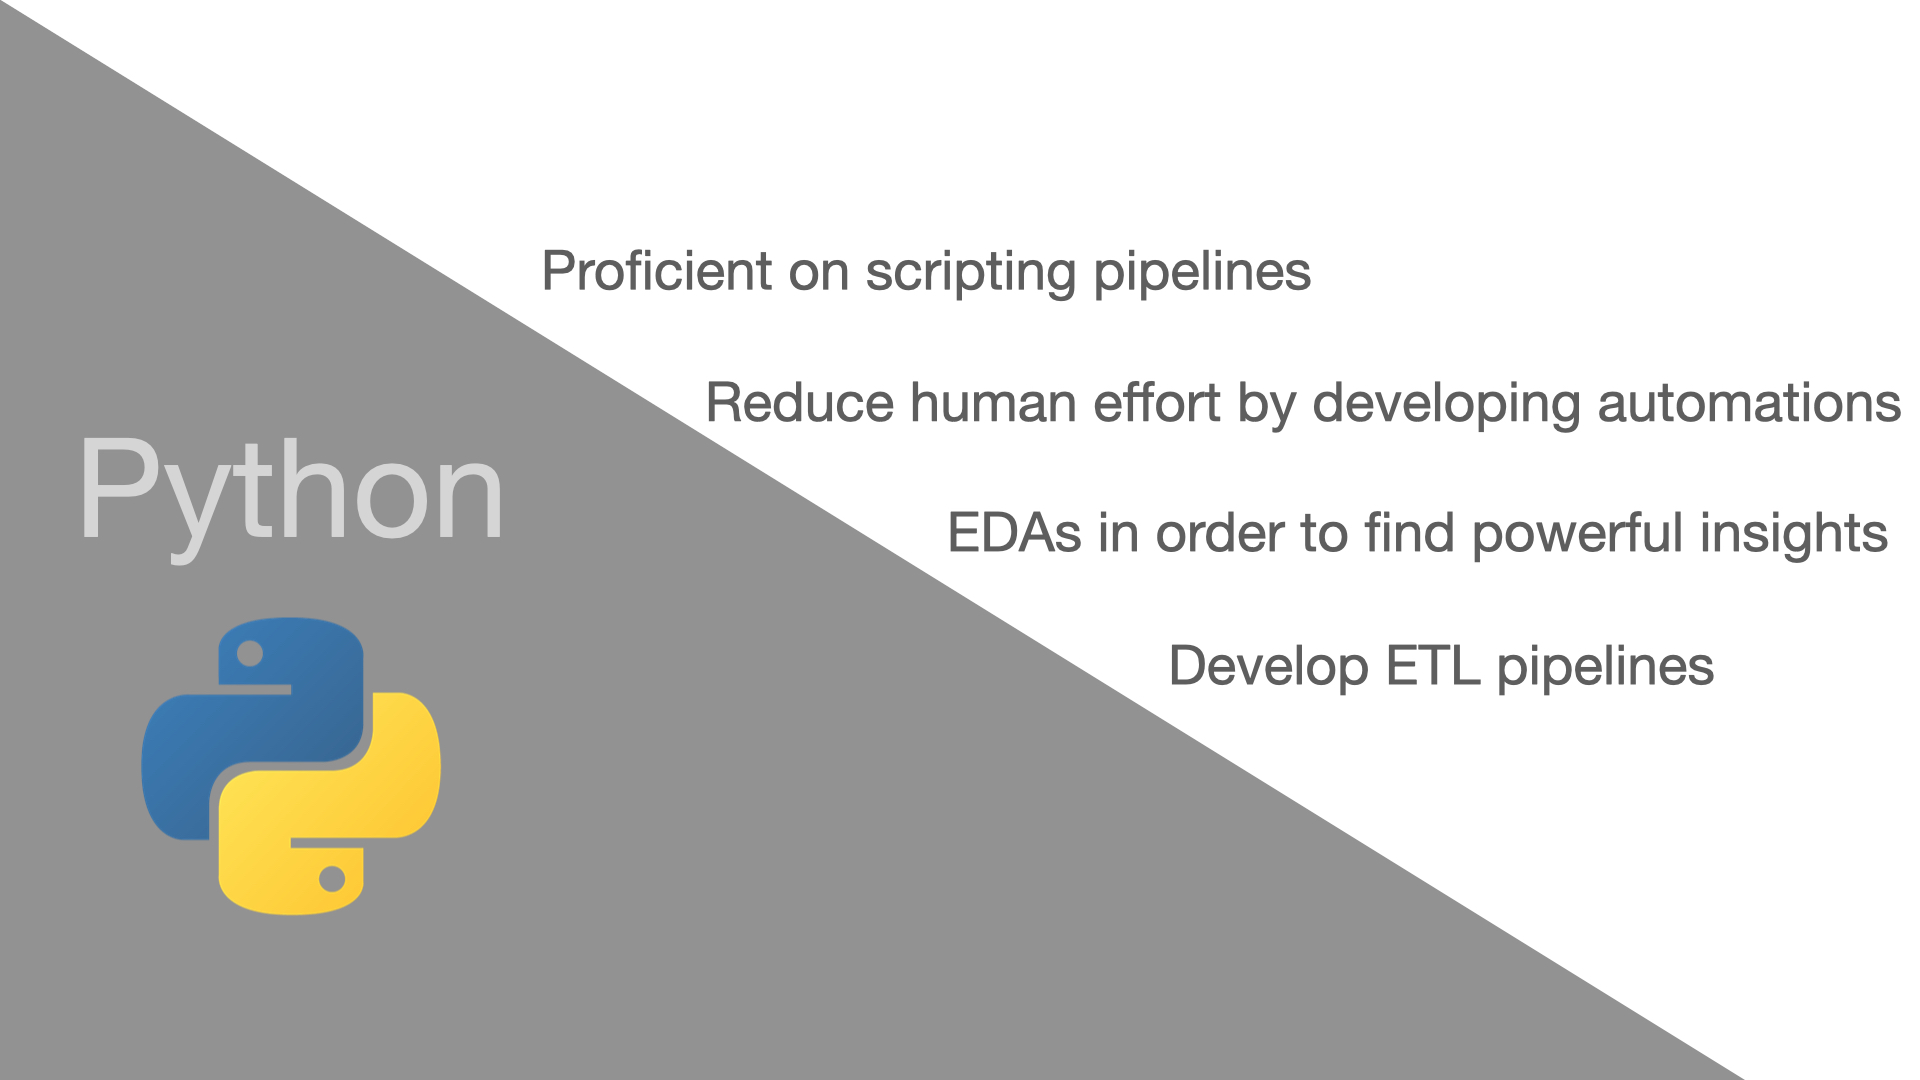 Proficient on scripting pipelines
Reduce human effort by developing automations
Python
EDAs in order to find powerful insights
Develop ETL pipelines